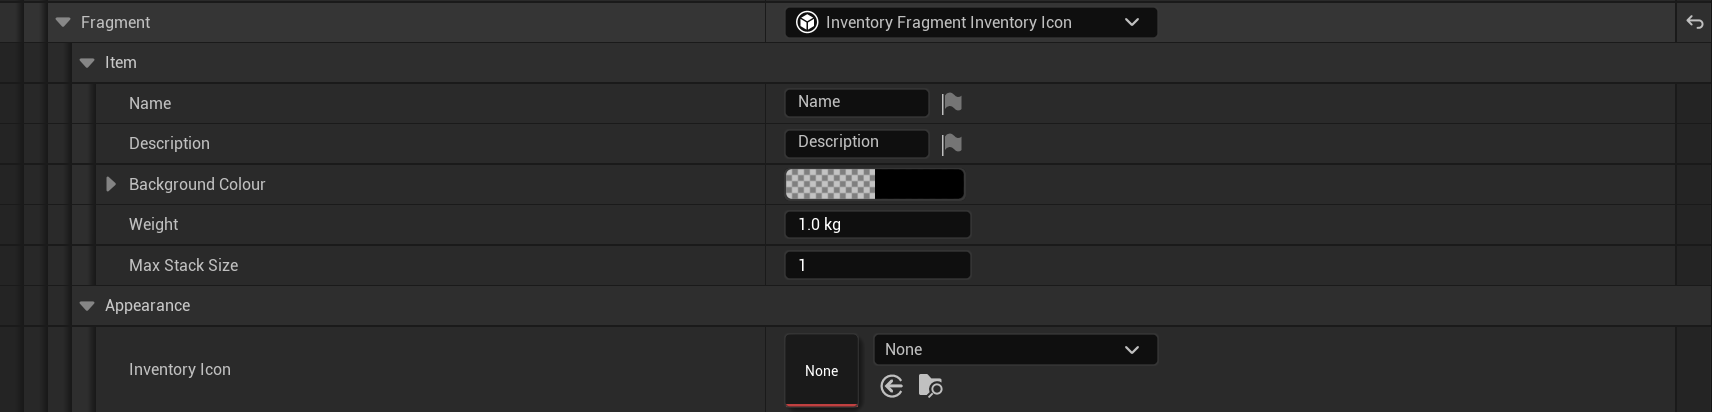 Fragment
Inventory Fragment Inventory Icon
Item
Name
Name
Description
Description
Background Colour
Weight
1.0 kg
Max Stack Size
1
Appearance
Inventory Icon
None
None